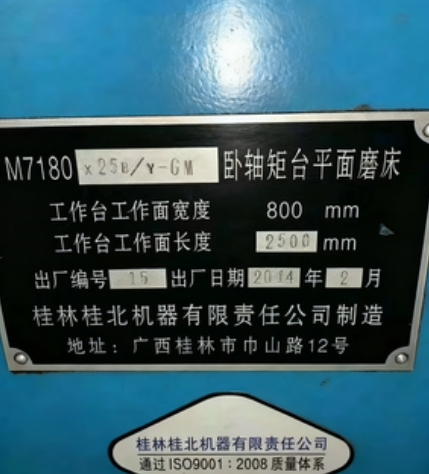 M7180 x25B/Y-GM 卧轴矩台平面磨床
工作台工作面宽度 800 mm
工作台工作面长度 2500 mm
出厂编号 15 出厂日期 2014 年 2 月
桂林桂北机器有限责任公司制造
地址：广西桂林市巾山路12号
桂林桂北机器有限责任公司
通过ISO9001：2008质量体系